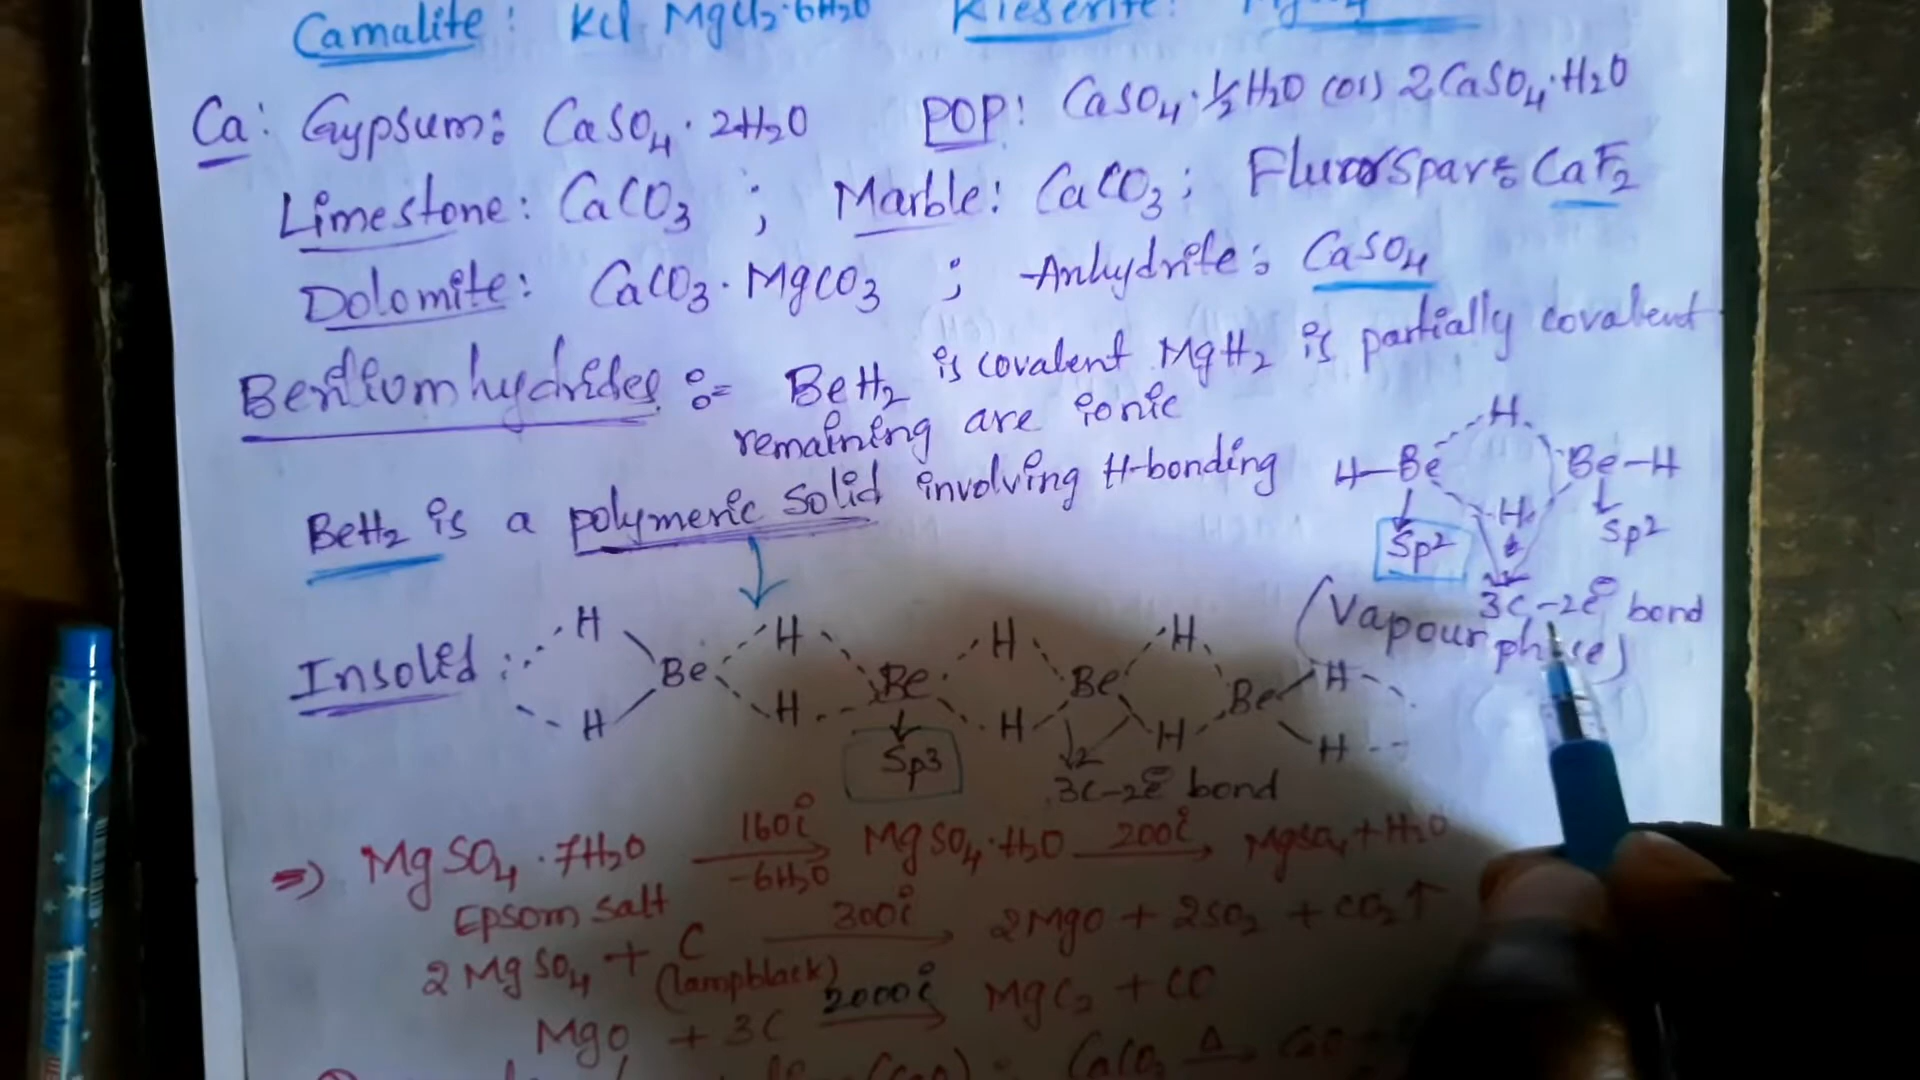 Camalite: Kcl MgCl2·6H2O Kieserite:
Ca: Gypsum: CaSO4·2H2O POP: CaSO4·½H2O (or) 2CaSO4·H2O
Limestone: CaCO3 ; Marble: CaCO3; Fluorspar: CaF2
Dolomite: CaCO3·MgCO3 ; Anhydrite: CaSO4
hydrides := BeH2 is covalent MgH2 is partially covalent
remaining are ionic
BeH2 is a polymeric solid involving H-bonding
H
H-Be Be-H
H
Sp2 Sp2
3C-2e̅ bond
(Vapour phase)
Insolid:
H H H H H
Be Be Be Be
H H H H H
Sp3
3C-2e̅ bond
=> MgSO4·7H2O 160°C -6H2O MgSO4·H2O 200°C MgSO4 + H2O
Epsom salt
2MgSO4 + C 300°C 2MgO + 2SO2 + CO2↑
(lampblack)
MgO + 3C 2000°C MgC2 + CO
CaCO3 Δ